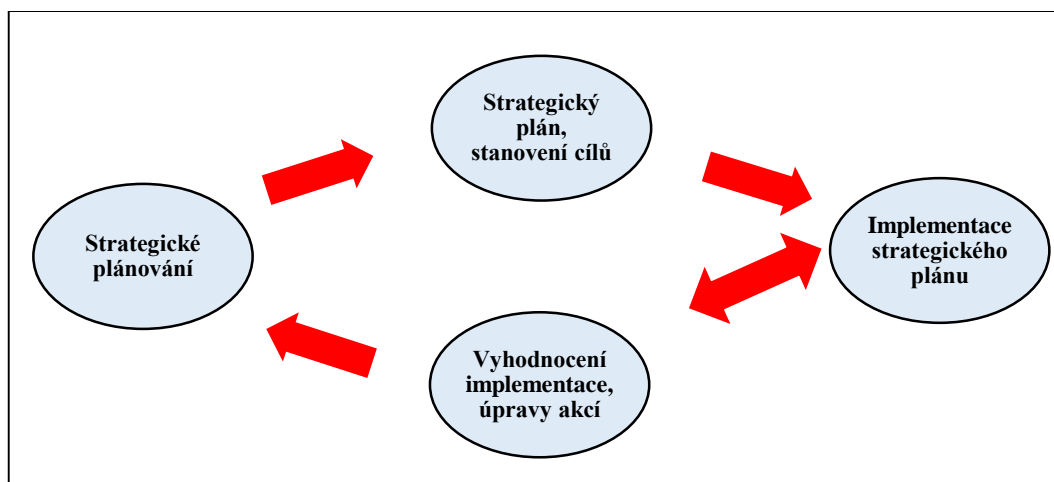 Strategický
plán,
stanovení cílů
Strategické
plánování
Implementace
strategického
plánu
Vyhodnocení
implementace,
úpravy akcí